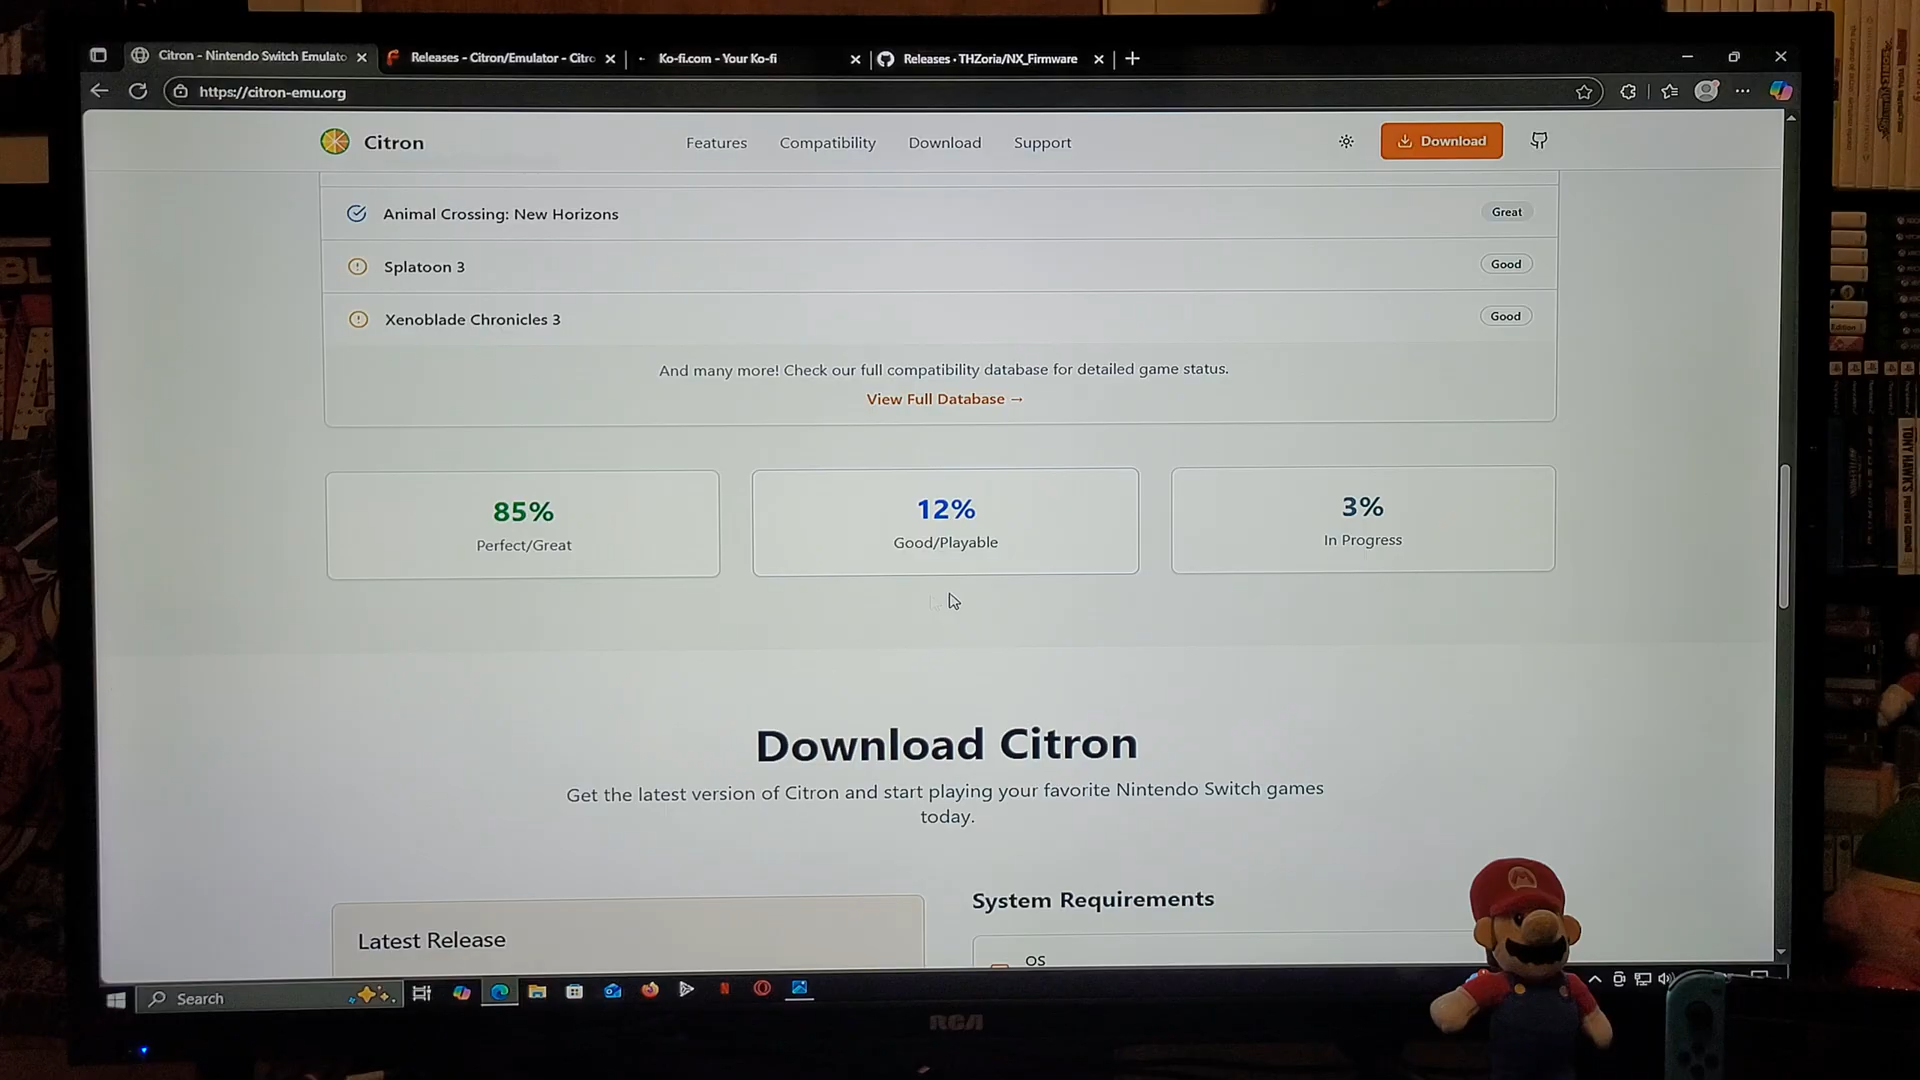 Citron - Nintendo Switch Emulato
Releases - Citron/Emulator - Citro
Ko-fi.com - Your Ko-fi
Releases · THZoria/NX_Firmware
https://citron-emu.org
Citron
Features
Compatibility
Download
Support
Download
Animal Crossing: New Horizons
Great
Splatoon 3
Good
Xenoblade Chronicles 3
Good
And many more! Check our full compatibility database for detailed game status.
View Full Database →
85%
Perfect/Great
12%
Good/Playable
3%
In Progress
Download Citron
Get the latest version of Citron and start playing your favorite Nintendo Switch games
today.
Latest Release
System Requirements
OS
Search
RCA
M
TONY HAWK'S